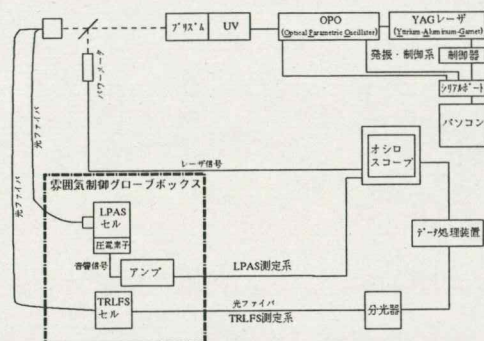 プリズム
UV
OPO
(Optical Parametric Oscillator)
YAGレーザ
(Yttrium-Aluminum-Garnet)
発振・制御系
制御器
シリアルポート
パソコン
パワーメータ
光ファイバ
光ファイバ
レーザ信号
オシロ
スコープ
雰囲気制御グローブボックス
LPAS
セル
圧電素子
音響信号
アンプ
LPAS測定系
データ処理装置
TRLFS
セル
光ファイバ
TRLFS測定系
分光器